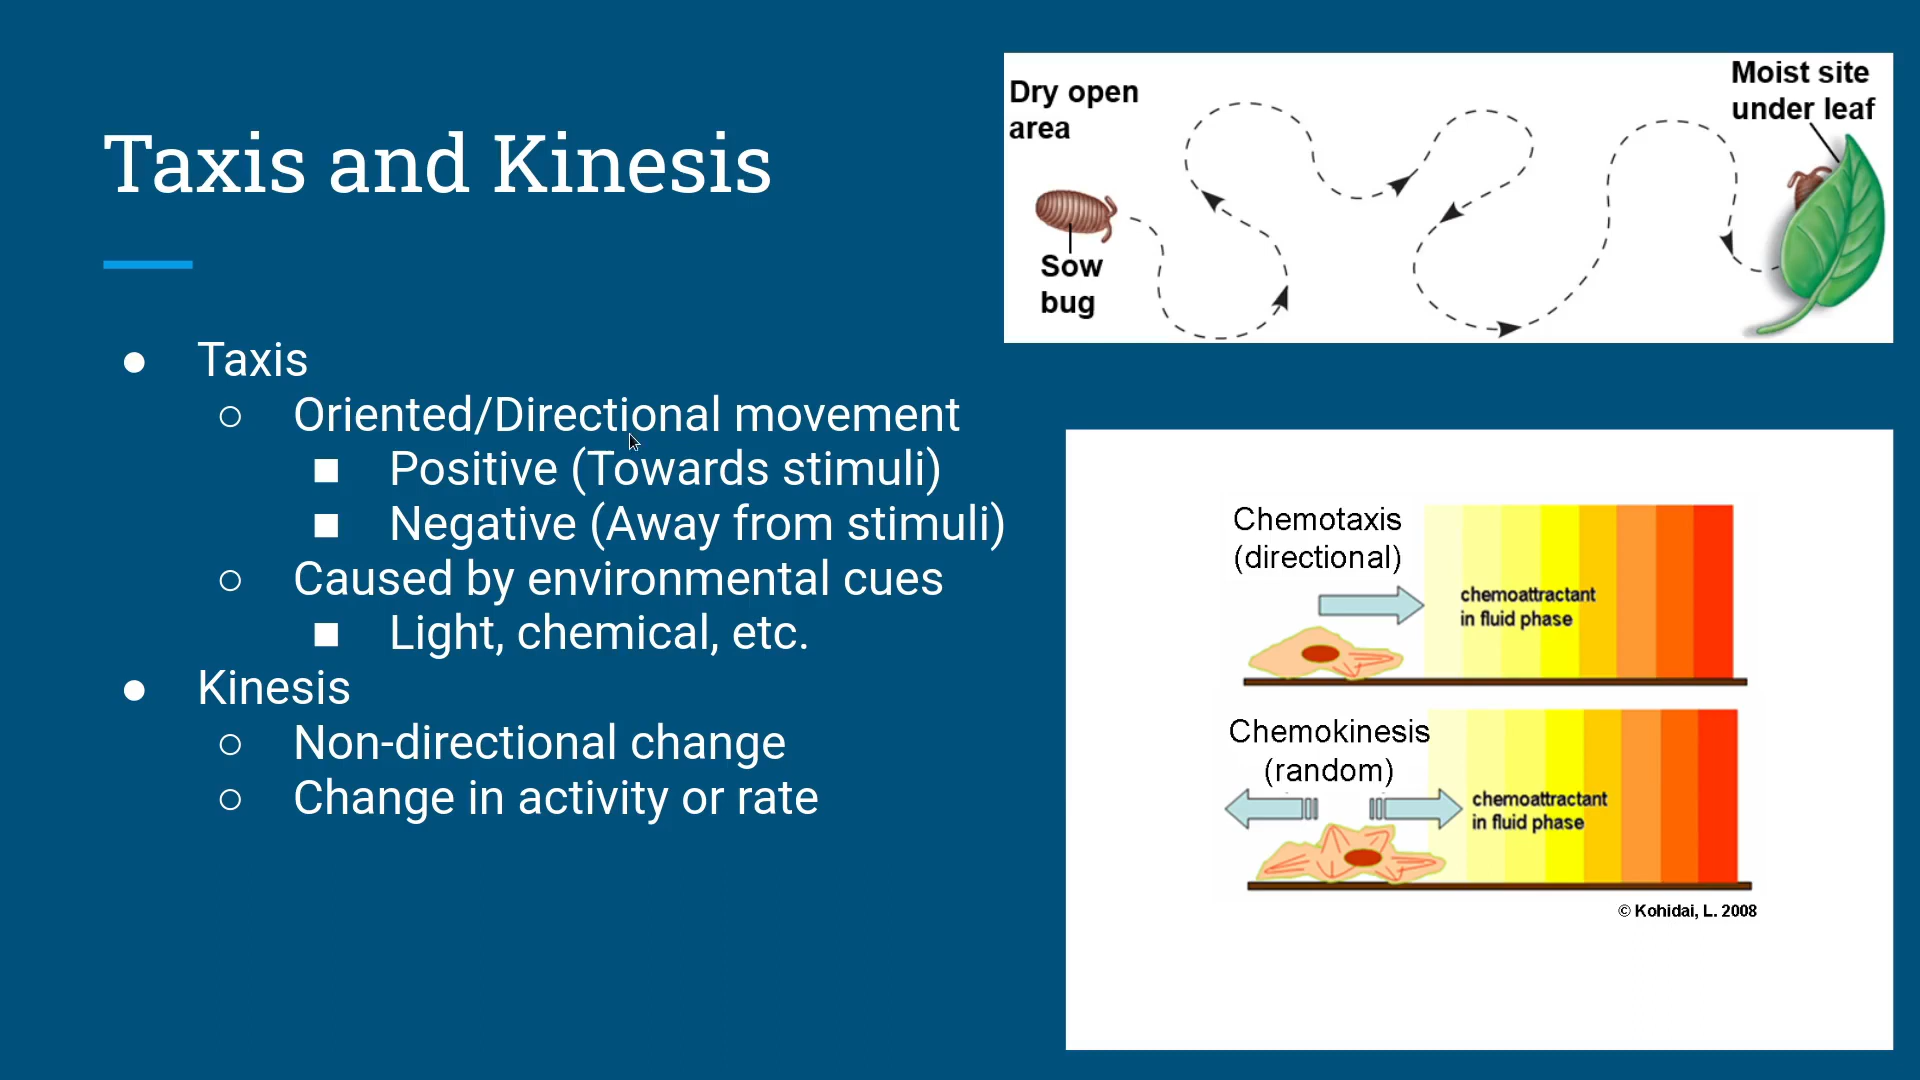 Taxis and Kinesis
● Taxis
○ Oriented/Directional movement
■ Positive (Towards stimuli)
■ Negative (Away from stimuli)
○ Caused by environmental cues
■ Light, chemical, etc.
● Kinesis
○ Non-directional change
○ Change in activity or rate
Dry open
area
Sow
bug
Moist site
under leaf
Chemotaxis
(directional)
chemoattractant
in fluid phase
Chemokinesis
(random)
chemoattractant
in fluid phase
© Kohidai, L. 2008